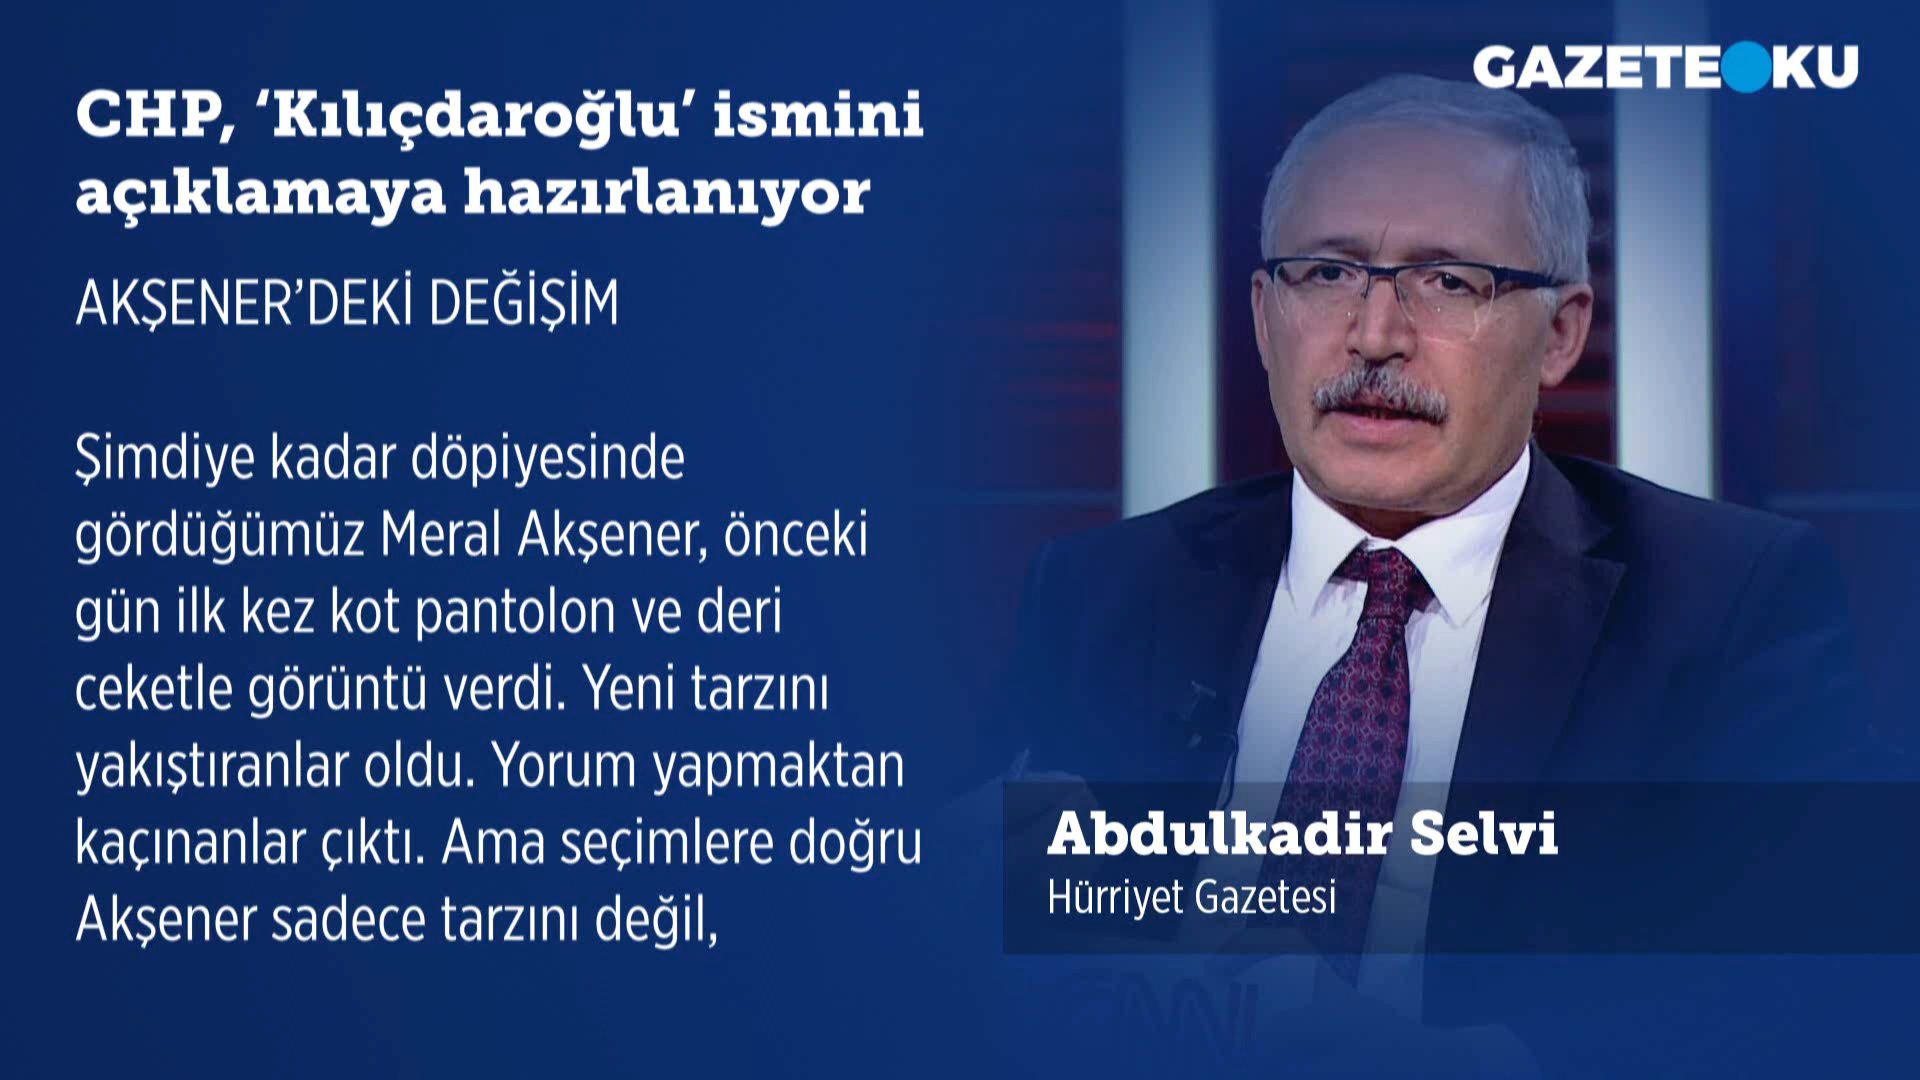 GAZETE KU
CHP, ‘Kılıçdaroğlu’ ismini
açıklamaya hazırlanıyor
AKŞENER’DEKİ DEĞİŞİM
Şimdiye kadar döpiyesinde
gördüğümüz Meral Akşener, önceki
gün ilk kez kot pantolon ve deri
ceketle görüntü verdi. Yeni tarzını
yakıştıranlar oldu. Yorum yapmaktan
kaçınanlar çıktı. Ama seçimlere doğru
Akşener sadece tarzını değil,
Abdulkadir Selvi
Hürriyet Gazetesi